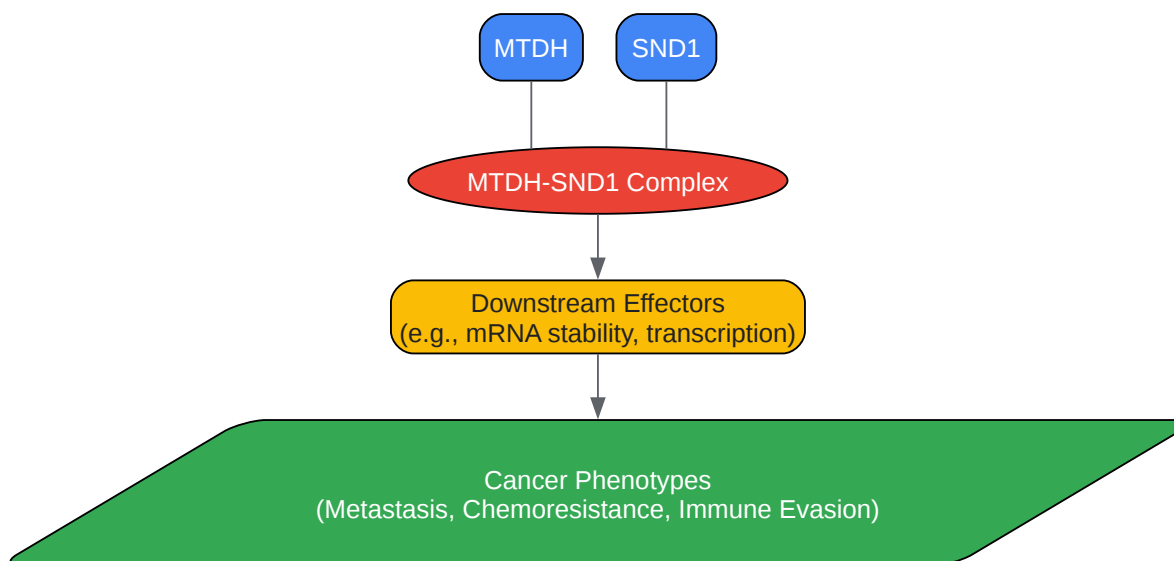 MTDH
SND1
MTDH-SND1 Complex
Downstream Effectors
(e.g., mRNA stability, transcription)
Cancer Phenotypes
(Metastasis, Chemoresistance, Immune Evasion)